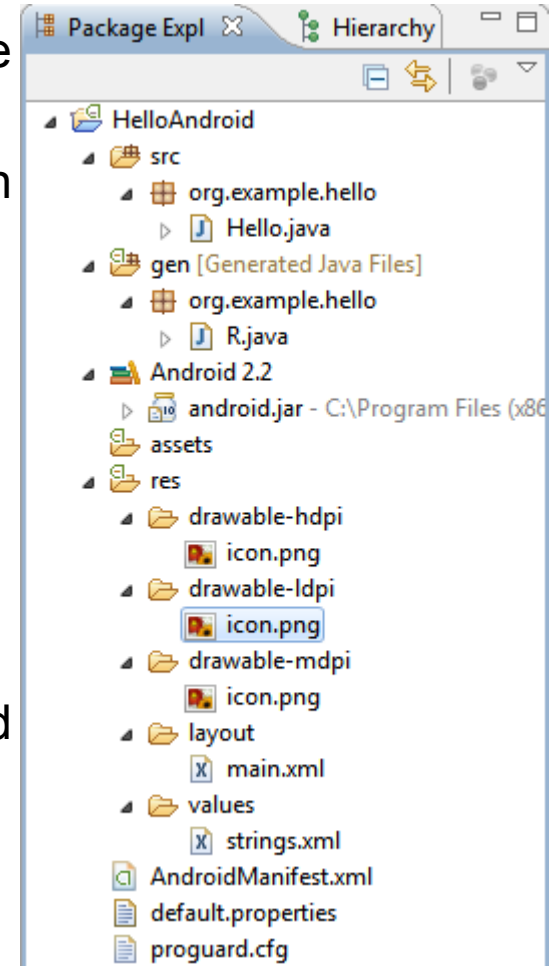 Package Expl Hierarchy
e
HelloAndroid
src
n
org.example.hello
Hello.java
gen [Generated Java Files]
org.example.hello
R.java
Android 2.2
android.jar - C:\Program Files (x86
assets
res
drawable-hdpi
icon.png
drawable-ldpi
icon.png
drawable-mdpi
icon.png
d
layout
main.xml
values
strings.xml
AndroidManifest.xml
default.properties
proguard.cfg